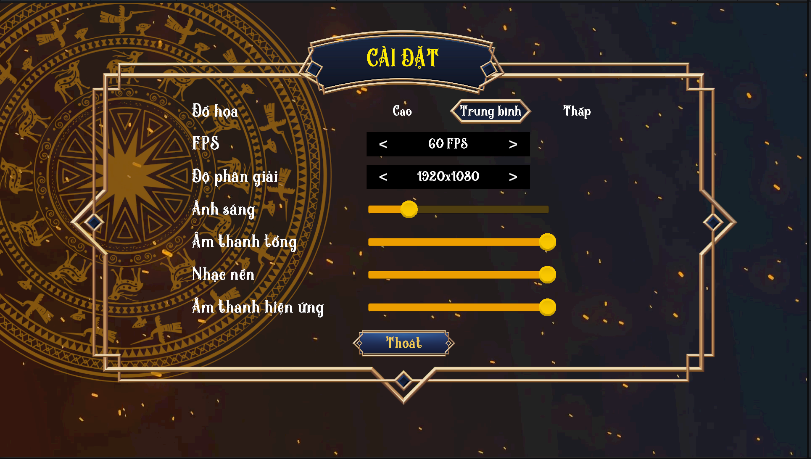 CÀI ĐẶT
Đồ họa Cao Trung bình Thấp
FPS < 60 FPS >
Độ phân giải < 1920x1080 >
Ánh sáng
Âm thanh tổng
Nhạc nền
Âm thanh hiệu ứng
Thoát